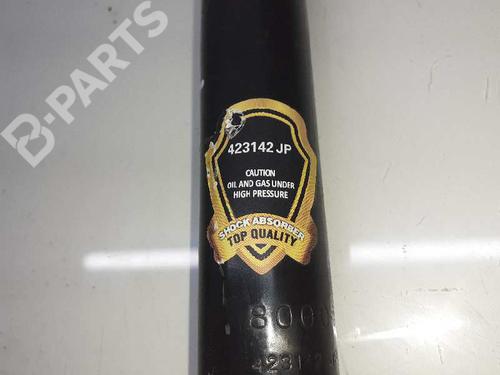 B-PARTS
423142 JP
CAUTION
OIL AND GAS UNDER
HIGH PRESSURE
SHOCK ABSORBER
TOP QUALITY